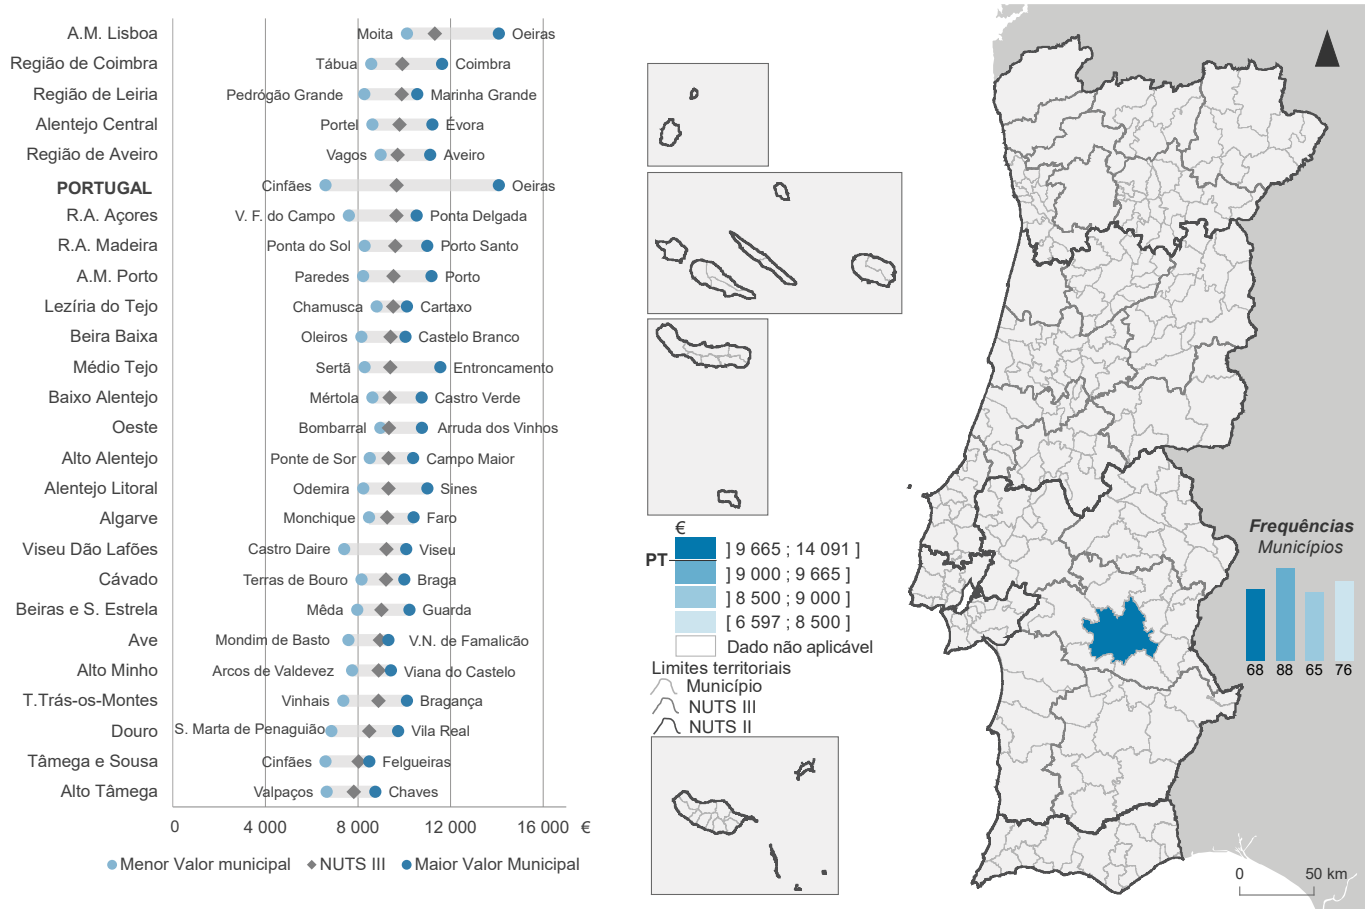 A.M. Lisboa Moita Oeiras
Região de Coimbra Tábua Coimbra
Região de Leiria Pedrógão Grande Marinha Grande
Alentejo Central Portel Évora
Região de Aveiro Vagos Aveiro
PORTUGAL Cinfães Oeiras
R.A. Açores V. F. do Campo Ponta Delgada
R.A. Madeira Ponta do Sol Porto Santo
A.M. Porto Paredes Porto
Lezíria do Tejo Chamusca Cartaxo
Beira Baixa Oleiros Castelo Branco
Médio Tejo Sertã Entroncamento
Baixo Alentejo Mértola Castro Verde
Oeste Bombarral Arruda dos Vinhos
Alto Alentejo Ponte de Sor Campo Maior
Alentejo Litoral Odemira Sines
Algarve Monchique Faro
Viseu Dão Lafões Castro Daire Viseu
Cávado Terras de Bouro Braga
Beiras e S. Estrela Mêda Guarda
Ave Mondim de Basto V.N. de Famalicão
Alto Minho Arcos de Valdevez Viana do Castelo
T.Trás-os-Montes Vinhais Bragança
Douro S. Marta de Penaguião Vila Real
Tâmega e Sousa Cinfães Felgueiras
Alto Tâmega Valpaços Chaves
0 4 000 8 000 12 000 16 000 €
Menor Valor municipal NUTS III Maior Valor Municipal
€
PT
] 9 665 ; 14 091 ]
] 9 000 ; 9 665 ]
] 8 500 ; 9 000 ]
[ 6 597 ; 8 500 ]
Dado não aplicável
Limites territoriais
Município
NUTS III
NUTS II
Frequências
Municípios
68 88 65 76
0 50 km